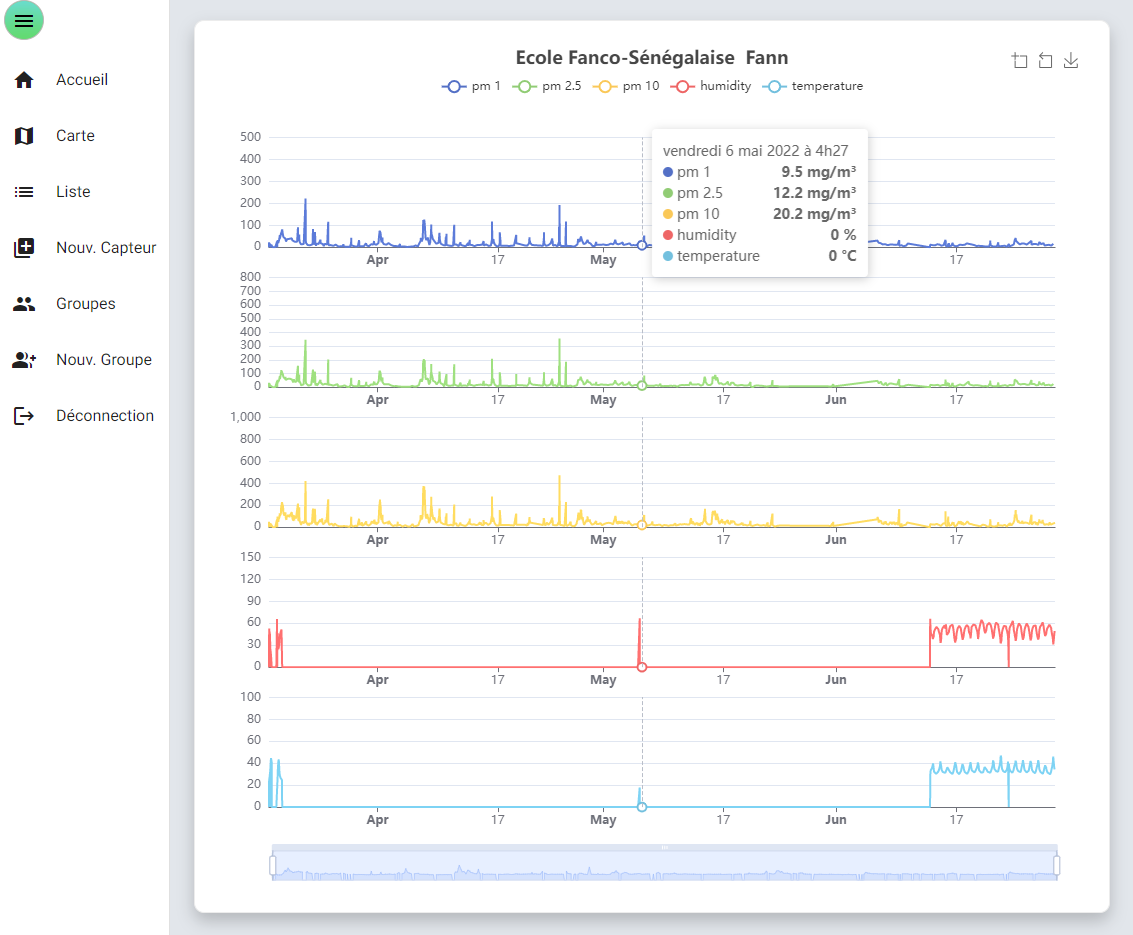 Accueil
Carte
Liste
Nouv. Capteur
Groupes
Nouv. Groupe
Déconnection
Ecole Fanco-Sénégalaise  Fann
pm 1 pm 2.5 pm 10 humidity temperature
500
400
300
200
100
0
Apr 17 May 17
vendredi 6 mai 2022 à 4h27
pm 1 9.5 mg/m³
pm 2.5 12.2 mg/m³
pm 10 20.2 mg/m³
humidity 0 %
temperature 0 °C
800
700
600
500
400
300
200
100
0
Apr 17 May 17 Jun 17
1,000
800
600
400
200
0
Apr 17 May 17 Jun 17
150
120
90
60
30
0
Apr 17 May 17 Jun 17
100
80
60
40
20
0
Apr 17 May 17 Jun 17